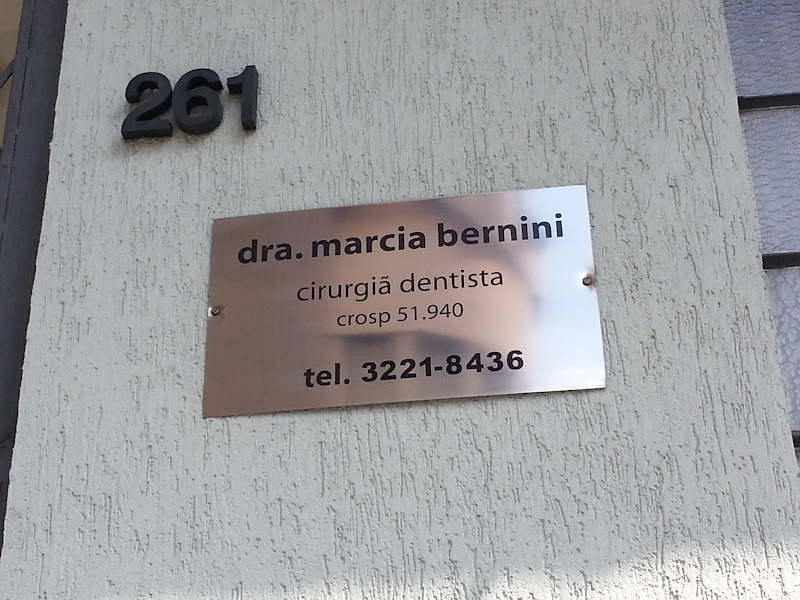 261
dra. marcia bernini
cirurgiã dentista
crosp 51.940
tel. 3221-8436